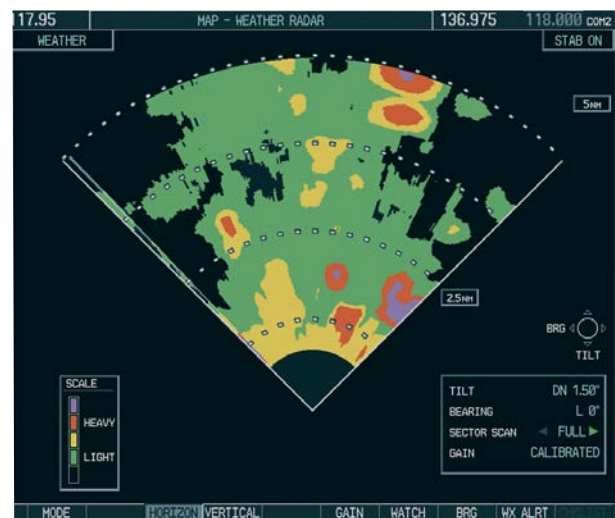 117.95 MAP - WEATHER RADAR 136.975 118.000 COM2
WEATHER STAB ON
5NM
2.5NM
BRG
TILT
SCALE
HEAVY
LIGHT
TILT DN 1.50°
BEARING L 0°
SECTOR SCAN FULL
GAIN CALIBRATED
MODE HORIZON VERTICAL GAIN WATCH BRG WX ALRT